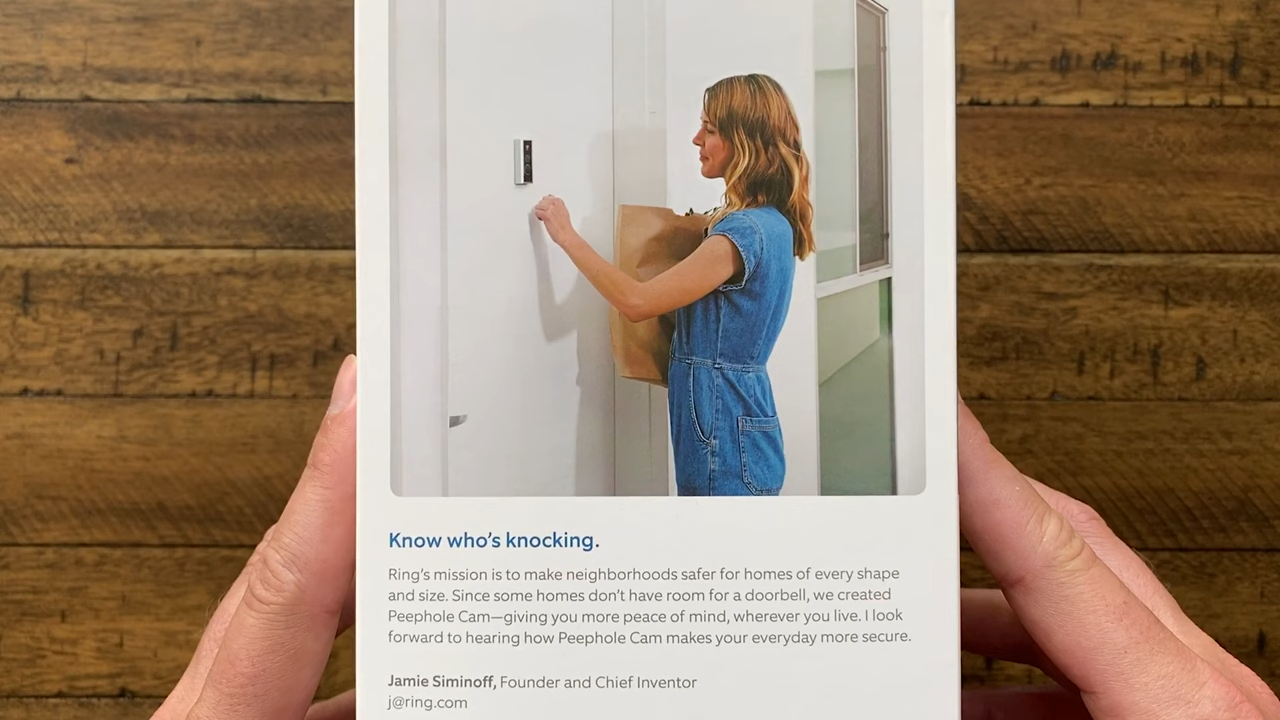 Know who's knocking.
Ring's mission is to make neighborhoods safer for homes of every shape
and size. Since some homes don't have room for a doorbell, we created
Peephole Cam—giving you more peace of mind, wherever you live. I look
forward to hearing how Peephole Cam makes your everyday more secure.
Jamie Siminoff, Founder and Chief Inventor
j@ring.com